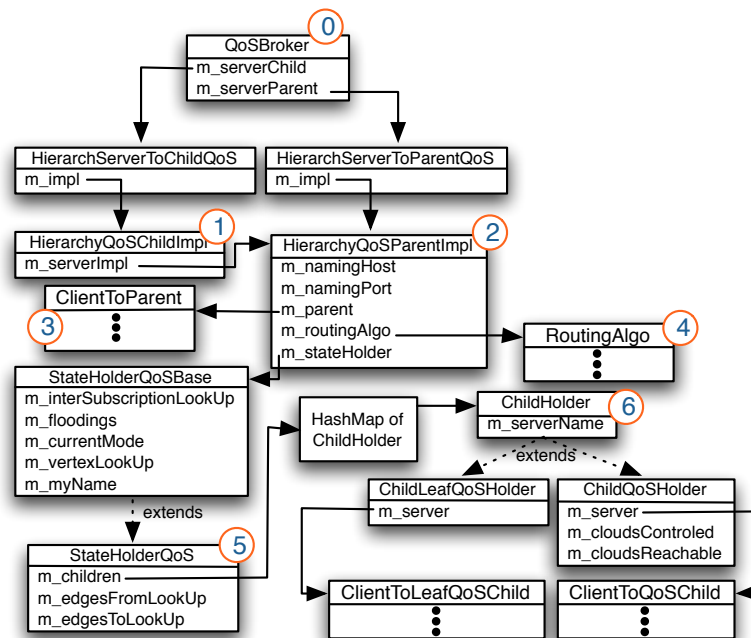 0
QoSBroker
m_serverChild
m_serverParent
HierarchServerToChildQoS
m_impl
HierarchServerToParentQoS
m_impl
1
HierarchyQoSChildImpl
m_serverImpl
2
HierarchyQoSParentImpl
m_namingHost
m_namingPort
m_parent
m_routingAlgo
m_stateHolder
ClientToParent
3
4
RoutingAlgo
StateHolderQoSBase
m_interSubscriptionLookUp
m_floodings
m_currentMode
m_vertexLookUp
m_myName
extends
HashMap of
ChildHolder
ChildHolder
6
m_serverName
extends
ChildLeafQoSHolder
m_server
ChildQoSHolder
m_server
m_cloudsControled
m_cloudsReachable
5
StateHolderQoS
m_children
m_edgesFromLookUp
m_edgesToLookUp
ClientToLeafQoSChild
ClientToQoSChild